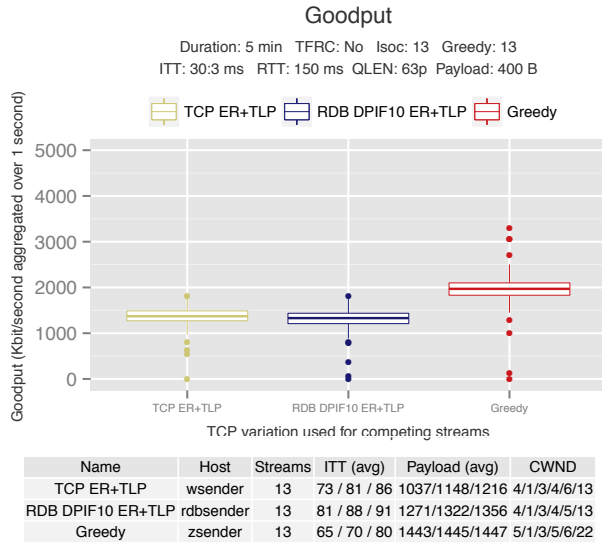 Goodput
Duration: 5 min TFRC: No Isoc: 13 Greedy: 13
ITT: 30:3 ms RTT: 150 ms QLEN: 63p Payload: 400 B
TCP ER+TLP RDB DPIF10 ER+TLP Greedy
Goodput (Kbit/second aggregated over 1 second)
5000
4000
3000
2000
1000
0
TCP ER+TLP RDB DPIF10 ER+TLP Greedy
TCP variation used for competing streams
Name Host Streams ITT (avg) Payload (avg) CWND
TCP ER+TLP wsender 13 73 / 81 / 86 1037/1148/1216 4/1/3/4/6/13
RDB DPIF10 ER+TLP rdbsender 13 81 / 88 / 91 1271/1322/1356 4/1/3/4/5/13
Greedy zsender 13 65 / 70 / 80 1443/1445/1447 5/1/3/5/6/22